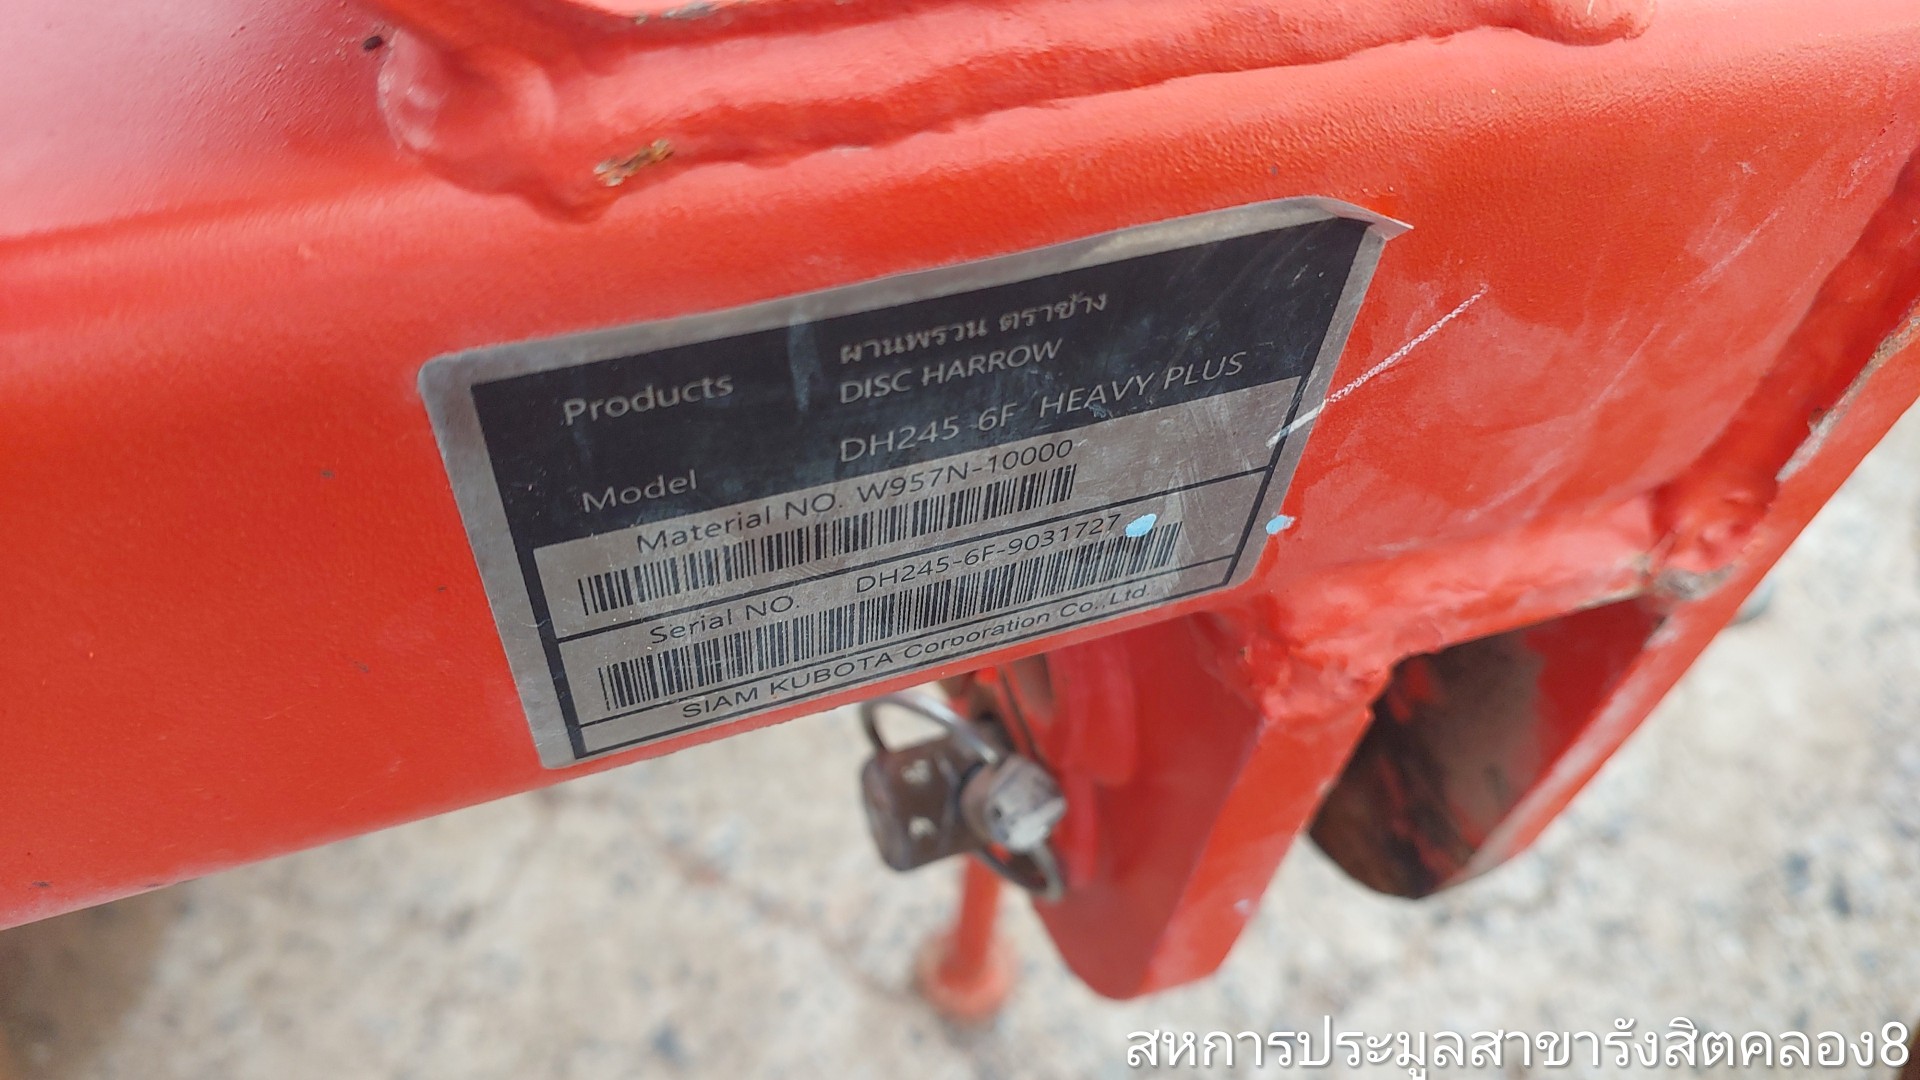 Products
ผานพรวน ตราช้าง
DISC HARROW
Model
DH245-6F HEAVY PLUS
Material NO. W957N-10000
Serial NO. DH245-6F-9031727
SIAM KUBOTA Corporation Co.,Ltd.
สหการประมูลสาขารังสิตคลอง8